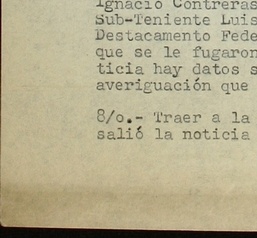 Ignacio Contreras
Sub-Teniente Luis
Destacamento Fede
que se le fugaron
ticia hay datos s
averiguación que
8/o.- Traer a la
salió la noticia